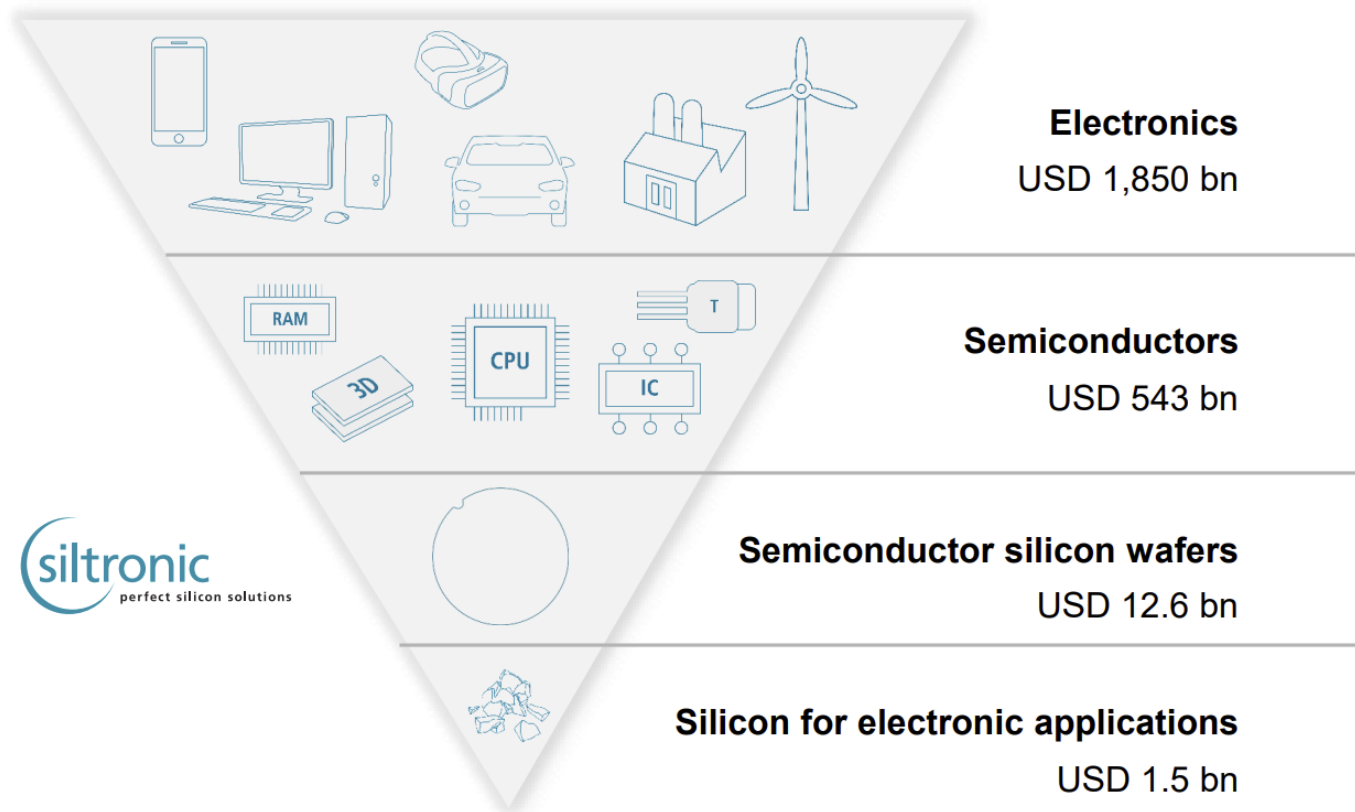 Electronics
USD 1,850 bn
RAM
3D
CPU
T
IC
Semiconductors
USD 543 bn
siltronic
perfect silicon solutions
Semiconductor silicon wafers
USD 12.6 bn
Silicon for electronic applications
USD 1.5 bn